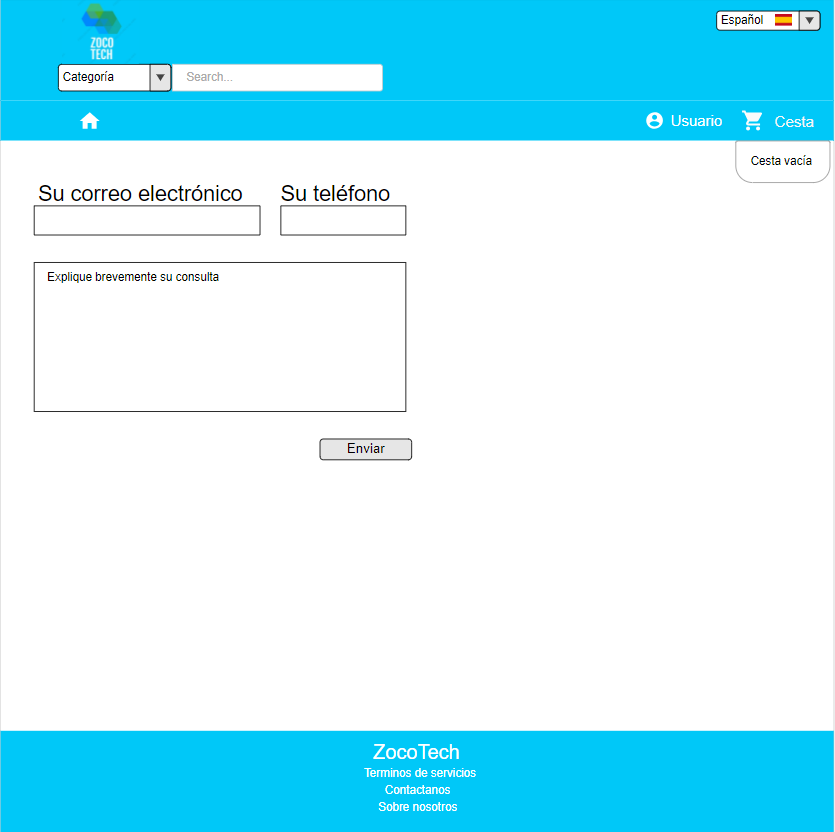 ZOCO
TECH
Español
Categoría
Search...
Usuario
Cesta
Cesta vacía
Su correo electrónico
Su teléfono
Explique brevemente su consulta
Enviar
ZocoTech
Terminos de servicios
Contactanos
Sobre nosotros